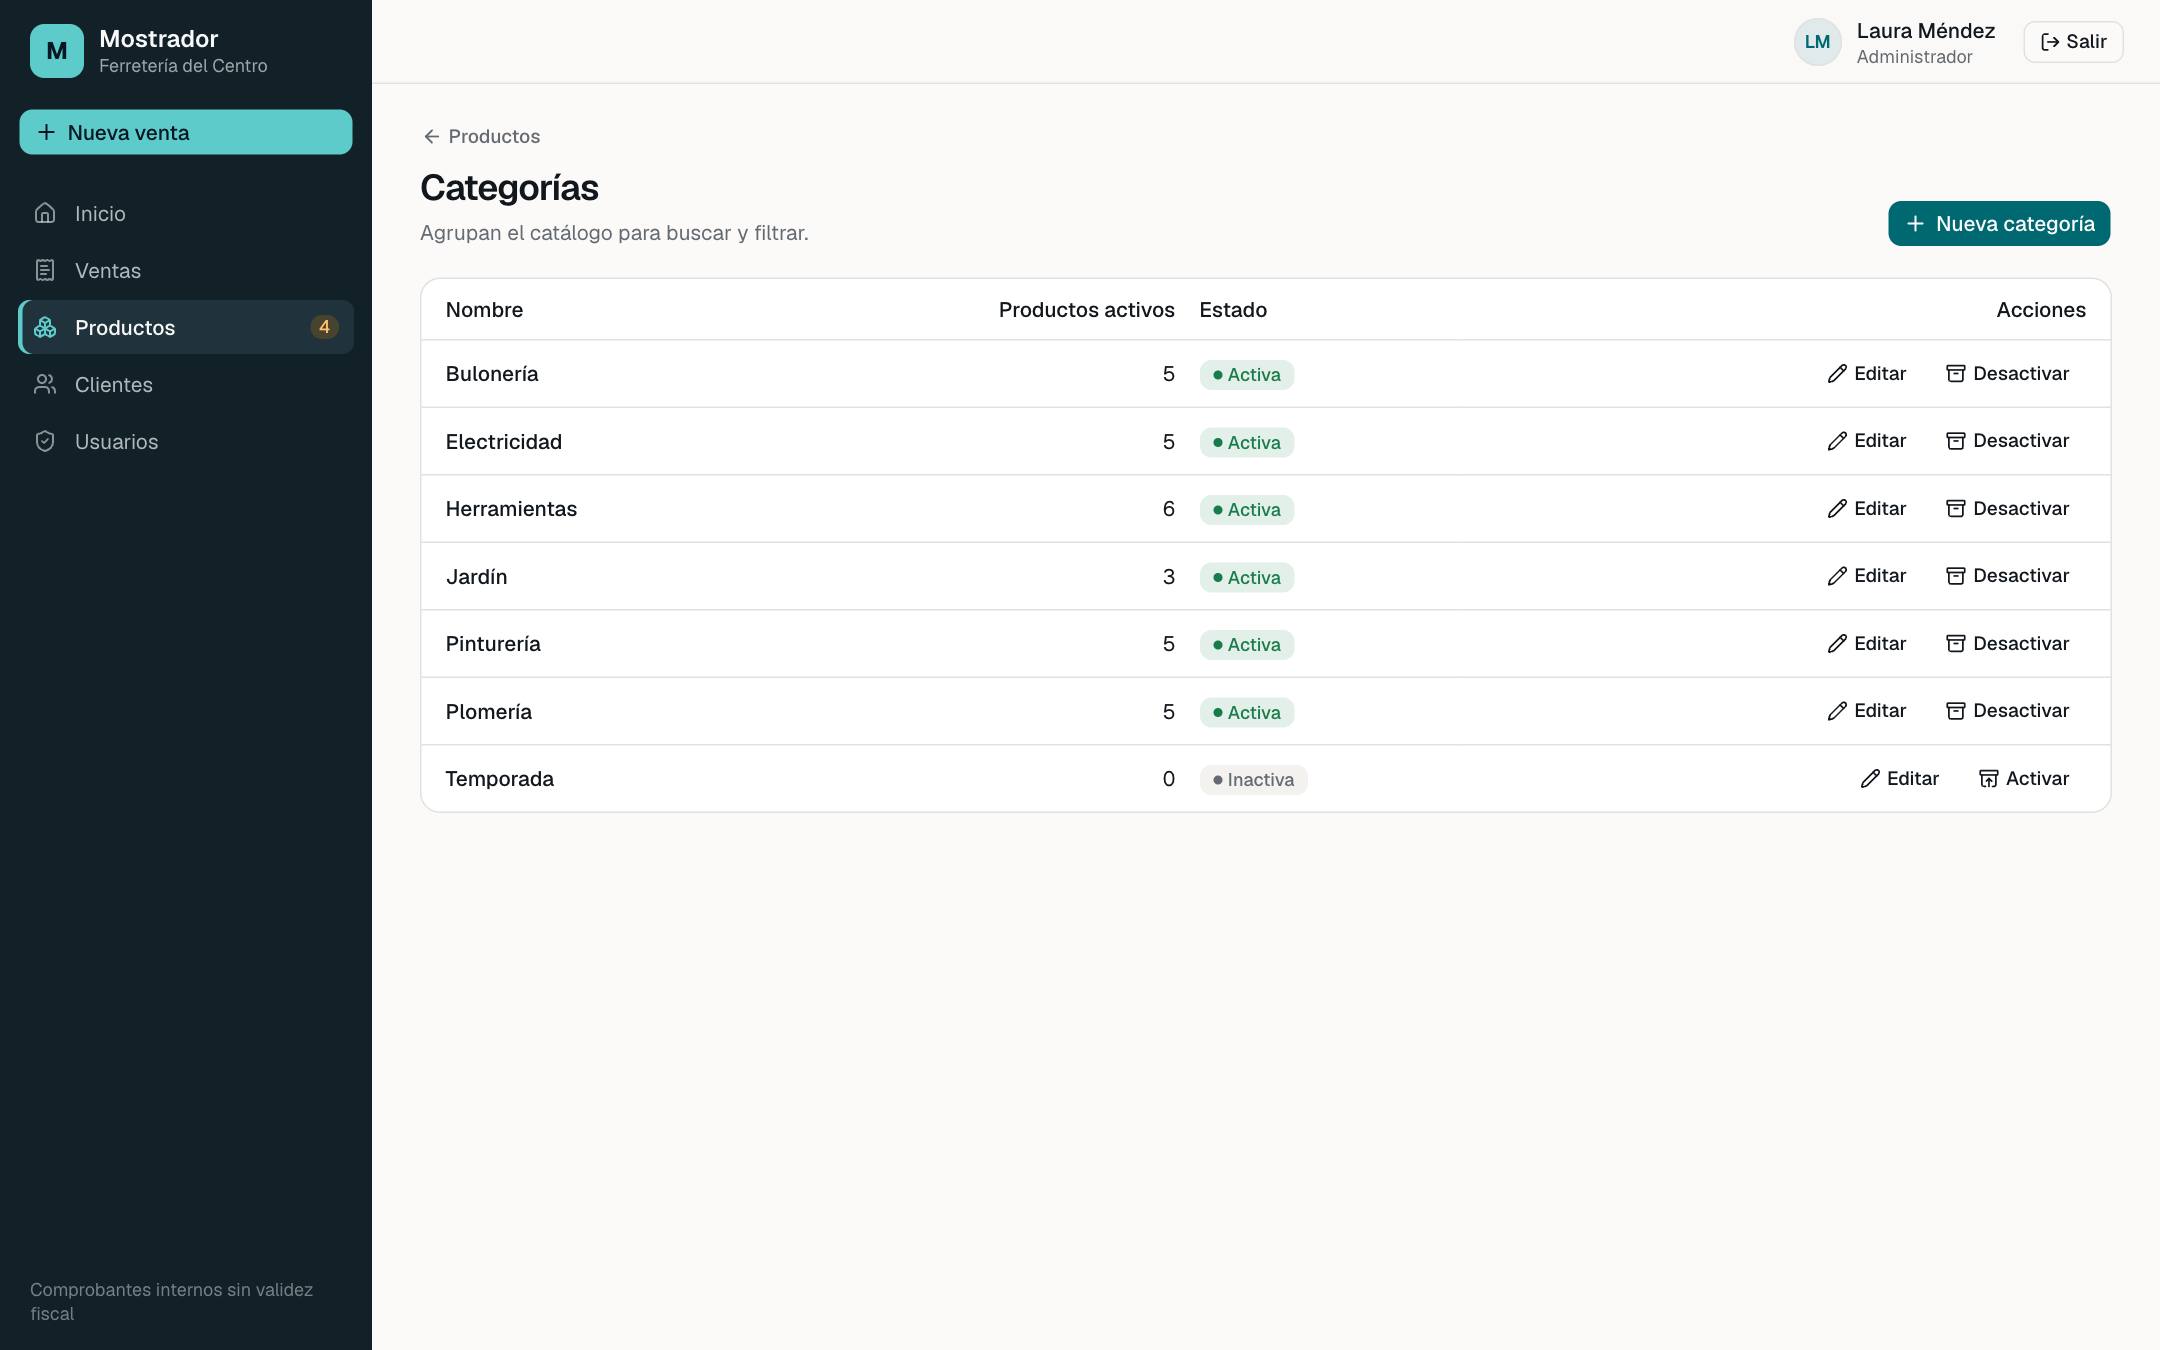 M
Mostrador
Ferretería del Centro
Nueva venta
Inicio
Ventas
Productos 4
Clientes
Usuarios
Comprobantes internos sin validez
fiscal
LM
Laura Méndez
Administrador
Salir
Productos
Categorías
Agrupan el catálogo para buscar y filtrar.
Nueva categoría
Nombre Productos activos Estado Acciones
Bulonería 5 Activa Editar Desactivar
Electricidad 5 Activa Editar Desactivar
Herramientas 6 Activa Editar Desactivar
Jardín 3 Activa Editar Desactivar
Pinturería 5 Activa Editar Desactivar
Plomería 5 Activa Editar Desactivar
Temporada 0 Inactiva Editar Activar